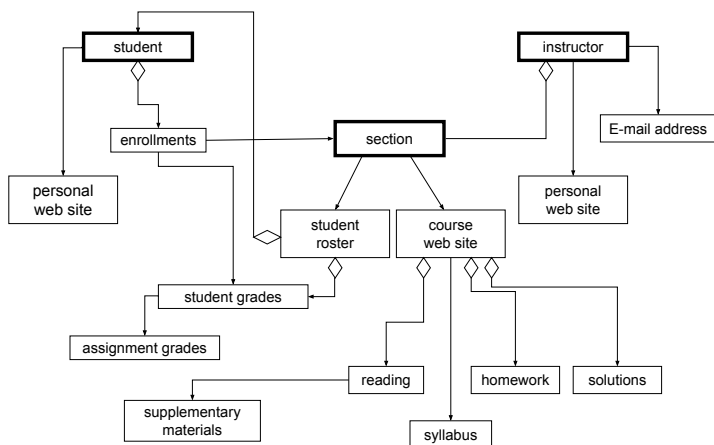 student
instructor
enrollments
section
E-mail address
personal
web site
personal
web site
student
roster
course
web site
student grades
assignment grades
reading
homework
solutions
supplementary
materials
syllabus